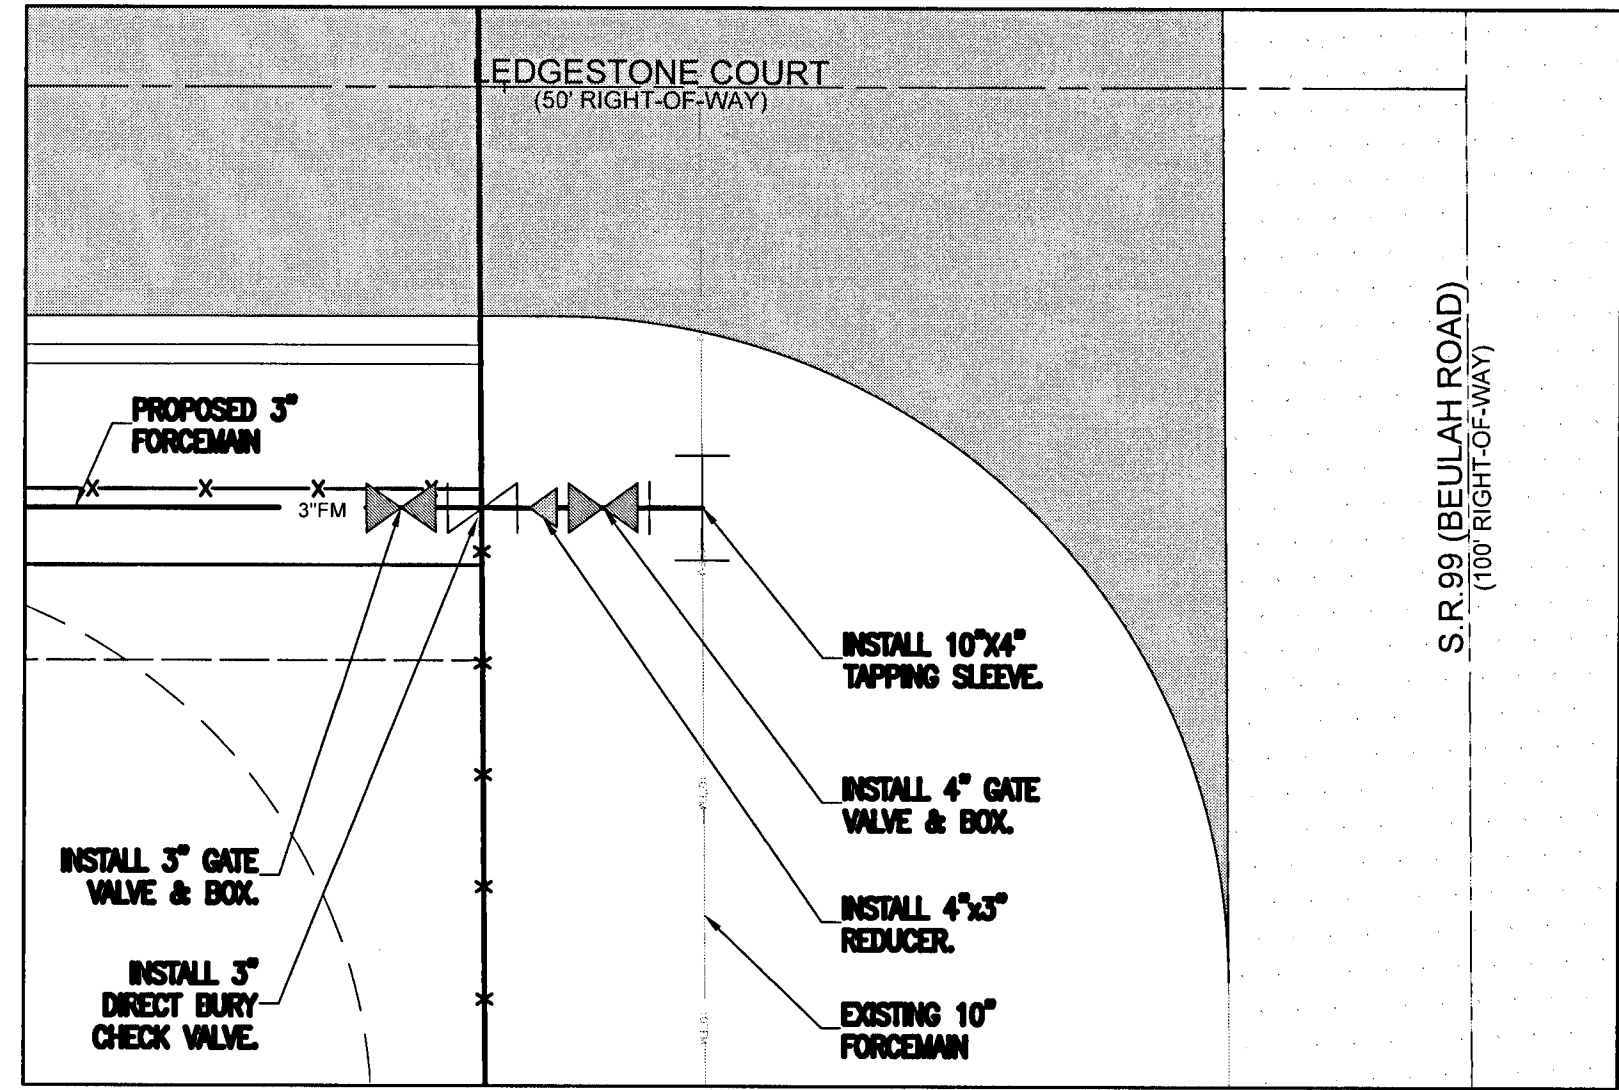 LEDGESTONE COURT
(50' RIGHT-OF-WAY)
S.R.99 (BEULAH ROAD)
(100' RIGHT-OF-WAY)
PROPOSED 3"
FORCEMAIN
3"FM
INSTALL 10"X4"
TAPPING SLEEVE.
INSTALL 4" GATE
VALVE & BOX.
INSTALL 3" GATE
VALVE & BOX.
INSTALL 4"x3"
REDUCER.
INSTALL 3"
DIRECT BURY
CHECK VALVE.
EXISTING 10"
FORCEMAIN